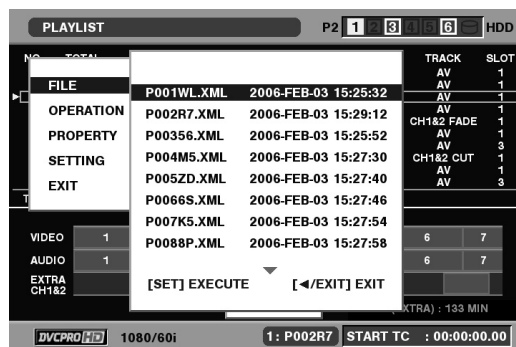 PLAYLIST P2 1 2 3 4 5 6 HDD
TRACK SLOT
AV 1
AV 1
AV 1
AV 1
CH1&2 FADE 1
AV 1
AV 3
CH1&2 CUT 1
AV 1
AV 3
FILE
OPERATION
PROPERTY
SETTING
EXIT
P001WL.XML 2006-FEB-03 15:25:32
P002R7.XML 2006-FEB-03 15:29:12
P00356.XML 2006-FEB-03 15:25:52
P004M5.XML 2006-FEB-03 15:27:30
P005ZD.XML 2006-FEB-03 15:27:40
P0066S.XML 2006-FEB-03 15:27:46
P007K5.XML 2006-FEB-03 15:27:54
P0088P.XML 2006-FEB-03 15:27:58
[SET] EXECUTE [◄/EXIT] EXIT
VIDEO 1 6 7
AUDIO 1 6 7
EXTRA
CH1&2
: 133 MIN
DVCPRO HD 1080/60i 1: P002R7 START TC : 00:00:00.00